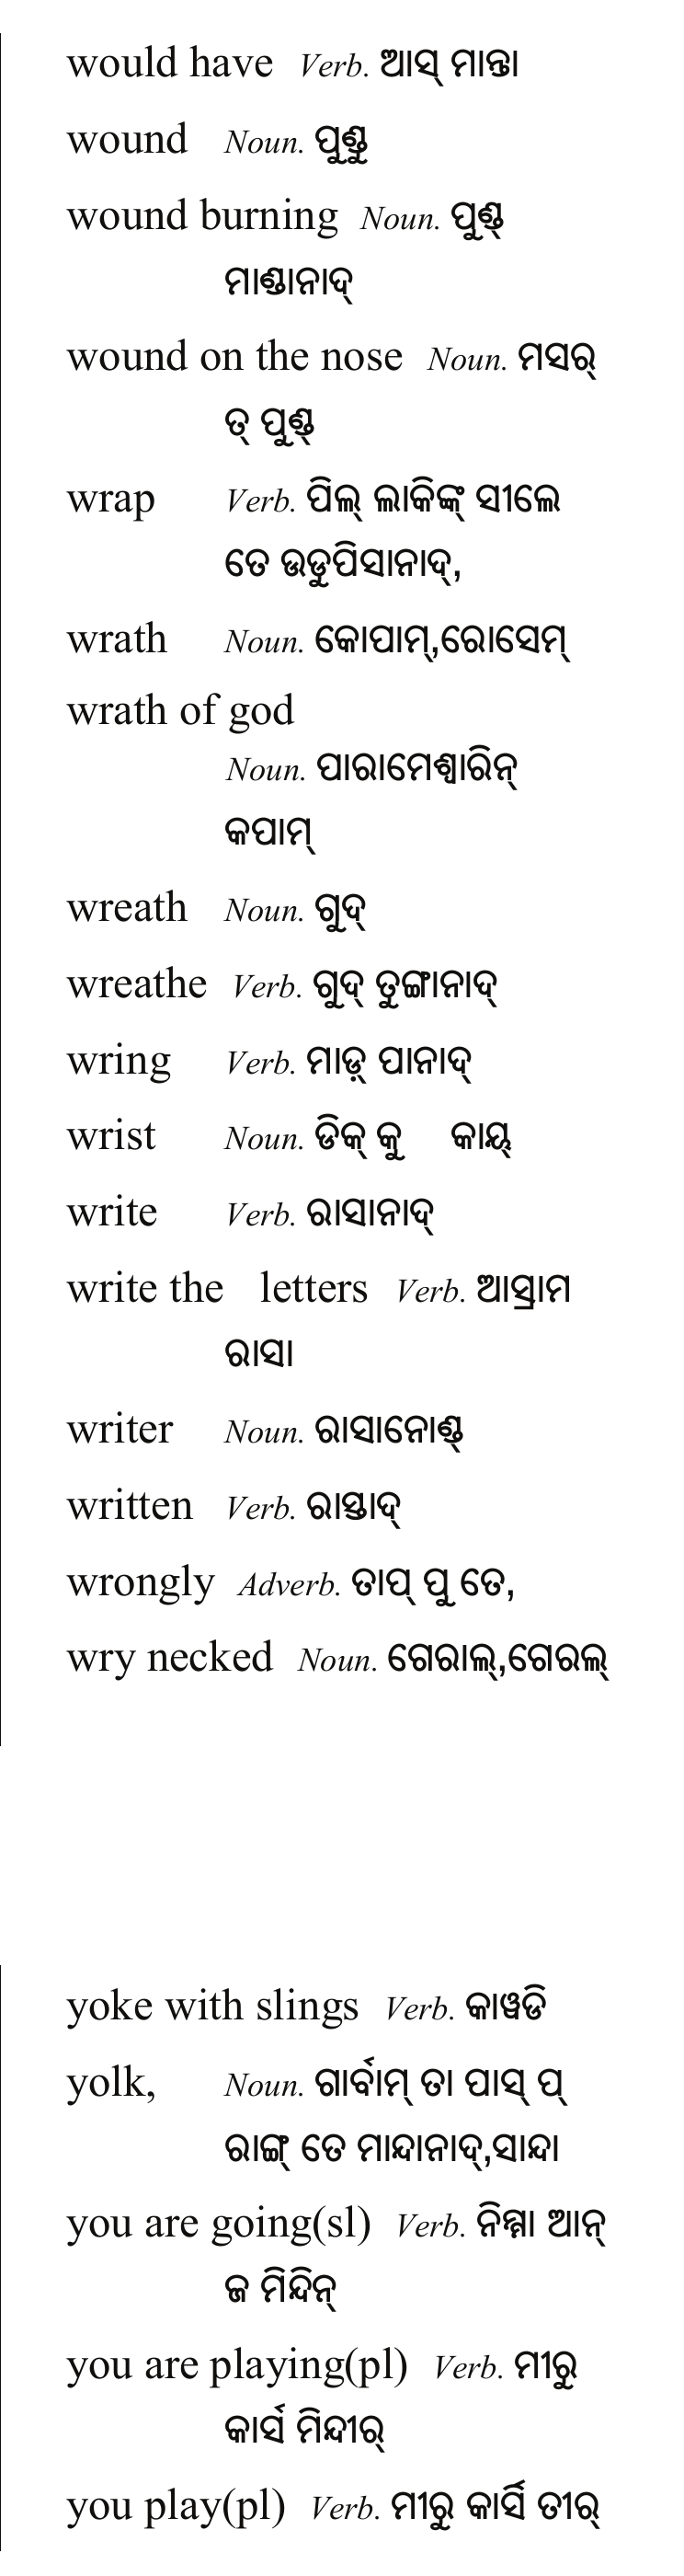 would have Verb. ଆସ୍ ମାନ୍ତା
wound Noun. ପୁଣ୍ଡୁ
wound burning Noun. ପୁଣ୍ଡ୍
ମାଣ୍ଡାନାଦ୍
wound on the nose Noun. ମସର୍
ତ୍ ପୁଣ୍ଡ୍
wrap Verb. ପିଲ୍ ଲାକିଙ୍କ୍ ସୀଲେ
ତେ ଉଡୁପିସାନାଦ୍,
wrath Noun. କୋପାମ୍,ରୋସେମ୍
wrath of god
Noun. ପାରାମେଶ୍ୱାରିନ୍
କପାମ୍
wreath Noun. ଗୁଦ୍
wreathe Verb. ଗୁଦ୍ ତୁଙ୍ଗାନାଦ୍
wring Verb. ମାଡ଼୍ ପାନାଦ୍
wrist Noun. ଡିକ୍ କୁ କାୟ୍
write Verb. ରାସାନାଦ୍
write the letters Verb. ଆସ୍ରାମ
ରାସା
writer Noun. ରାସାନୋଣ୍ଡ୍
written Verb. ରାସ୍ତାଦ୍
wrongly Adverb. ତାପ୍ ପୁ ତେ,
wry necked Noun. ଗେରାଲ୍,ଗେରଲ୍
yoke with slings Verb. କାୱଡି
yolk, Noun. ଗାର୍ବାମ୍ ତା ପାସ୍ ପ୍
ରାଙ୍ଗ୍ ତେ ମାନ୍ଦାନାଦ୍,ସାନ୍ଦା
you are going(sl) Verb. ନିମ୍ମା ଆନ୍
ଜ ମିନ୍ଦିନ୍
you are playing(pl) Verb. ମୀରୁ
କାର୍ସ ମିନ୍ଦୀର୍
you play(pl) Verb. ମୀରୁ କାର୍ସି ତୀର୍